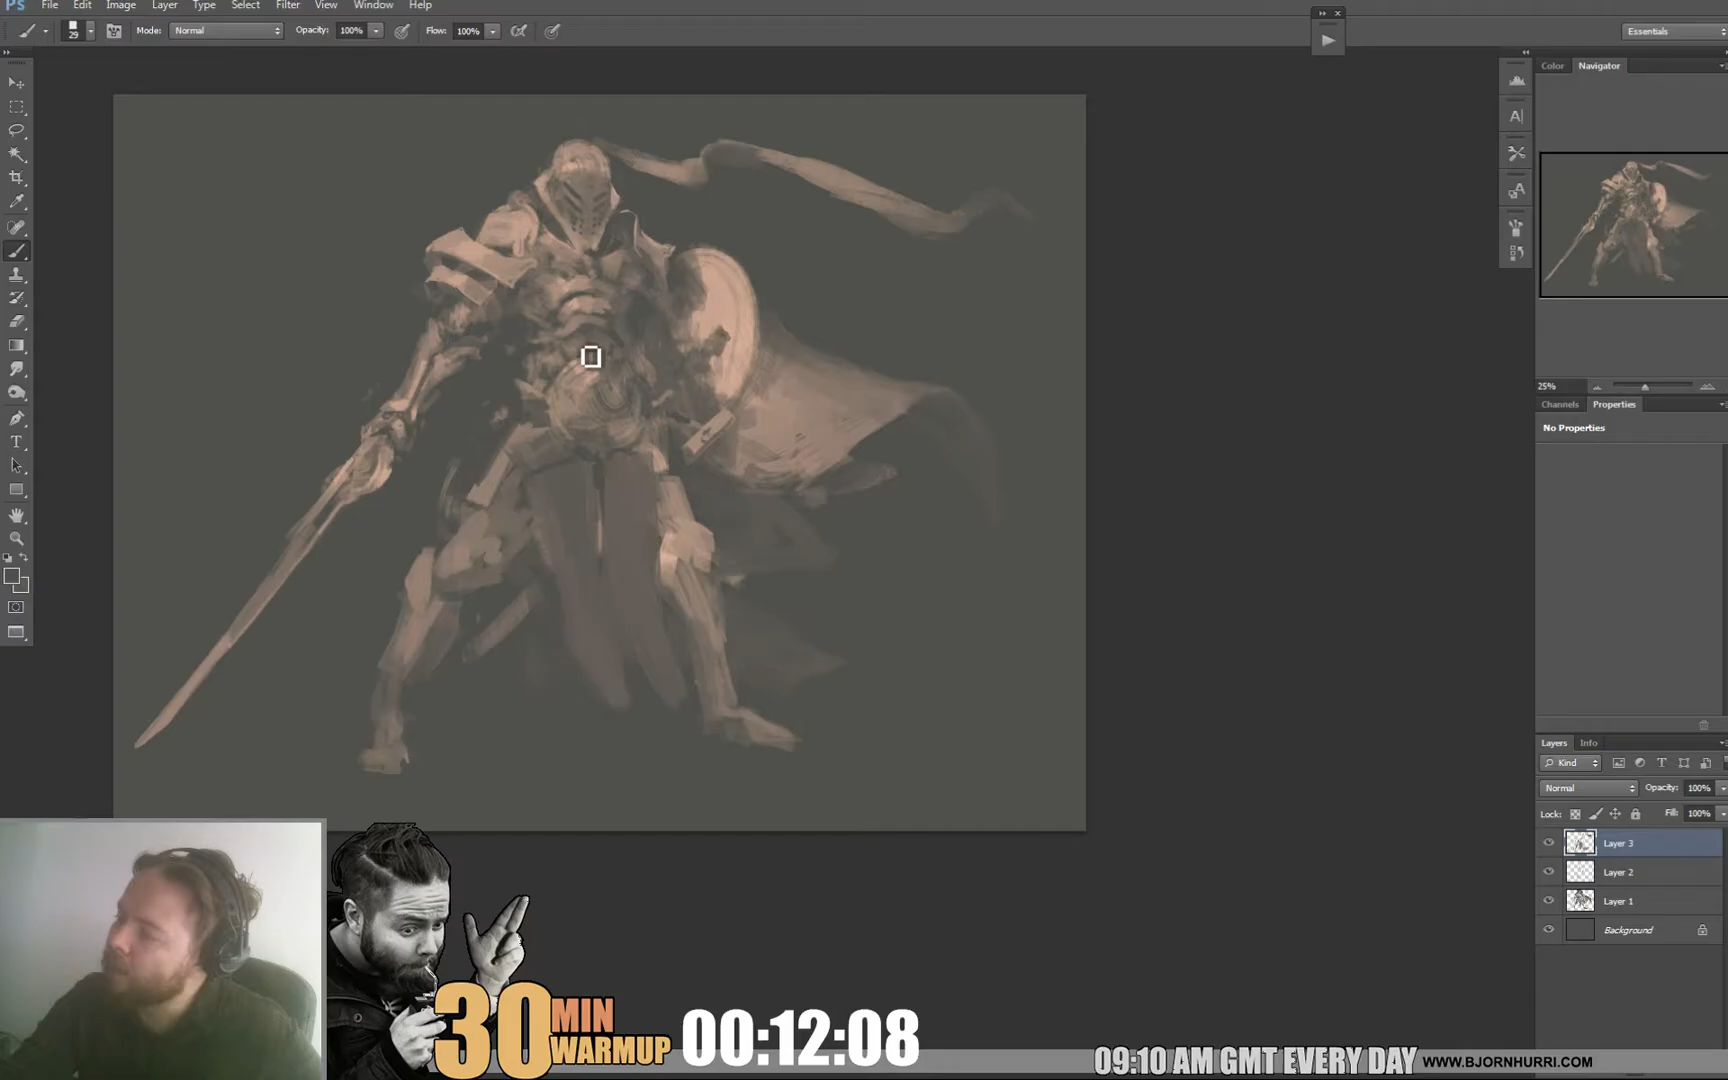 Ps File Edit Image Layer Type Select Filter View Window Help
29 Mode: Normal Opacity: 100% Flow: 100% Essentials
Color Navigator
25%
Channels Properties
No Properties
Layers Info
Kind
Normal Opacity: 100%
Lock: Fill: 100%
Layer 3
Layer 2
Layer 1
Background
30 MIN
WARMUP
00:12:08
09:10 AM GMT EVERY DAY WWW.BJORNHURRI.COM